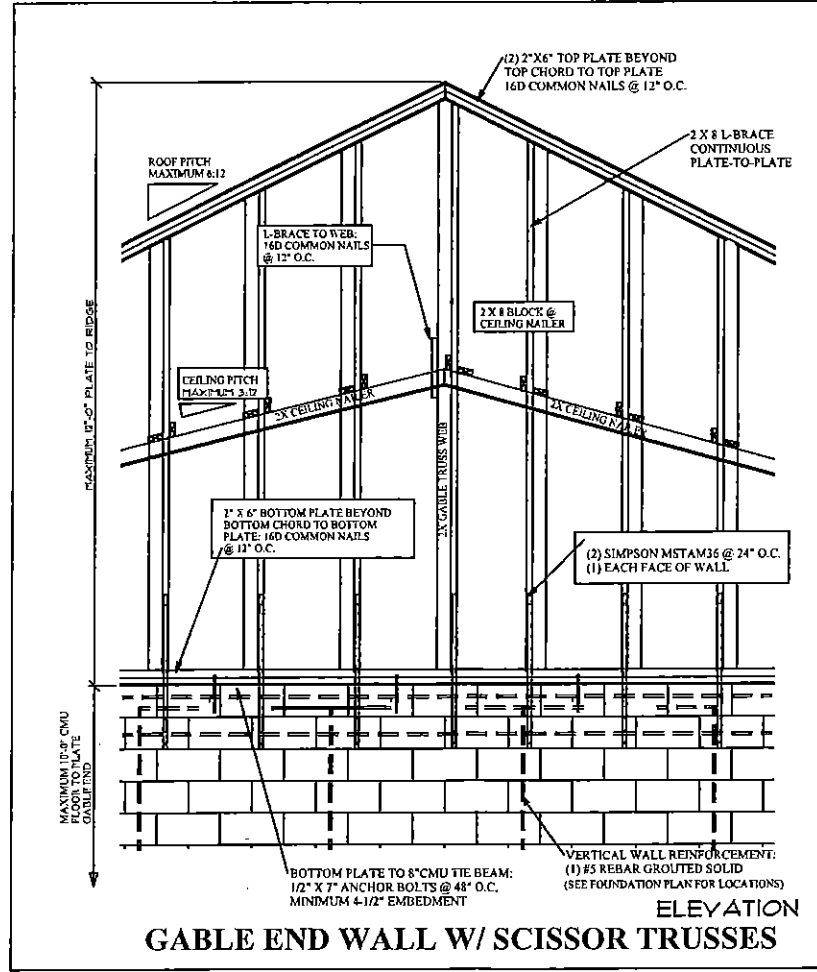 (2) 2"X6" TOP PLATE BEYOND
TOP CHORD TO TOP PLATE
16D COMMON NAILS @ 12" O.C.
2 X 8 L-BRACE
CONTINUOUS
PLATE-TO-PLATE
ROOF PITCH
MAXIMUM 6:12
L-BRACE TO WEB:
16D COMMON NAILS
@ 12" O.C.
2 X 8 BLOCK @
CEILING NAILER
MAXIMUM 12'-0" PLATE TO RIDGE
CEILING PITCH
MAXIMUM 3:12
2X CEILING NAILER
2X CEILING NAILER
2X GABLE TRUSS WEB
2" X 6" BOTTOM PLATE BEYOND
BOTTOM CHORD TO BOTTOM
PLATE: 16D COMMON NAILS
@ 12" O.C.
(2) SIMPSON MSTAM36 @ 24" O.C.
(1) EACH FACE OF WALL
MAXIMUM 10'-0" CMU
FLOOR TO PLATE
GABLE END
BOTTOM PLATE TO 8"CMU TIE BEAM:
1/2" X 7" ANCHOR BOLTS @ 48" O.C.
MINIMUM 4-1/2" EMBEDMENT
VERTICAL WALL REINFORCEMENT:
(1) #5 REBAR GROUTED SOLID
(SEE FOUNDATION PLAN FOR LOCATIONS)
ELEVATION
GABLE END WALL W/ SCISSOR TRUSSES